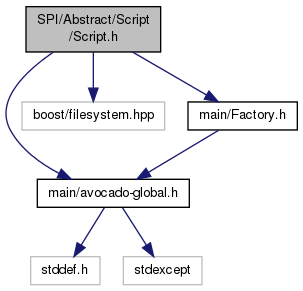 SPI/Abstract/Script
/Script.h
boost/filesystem.hpp
main/Factory.h
main/avocado-global.h
stddef.h
stdexcept